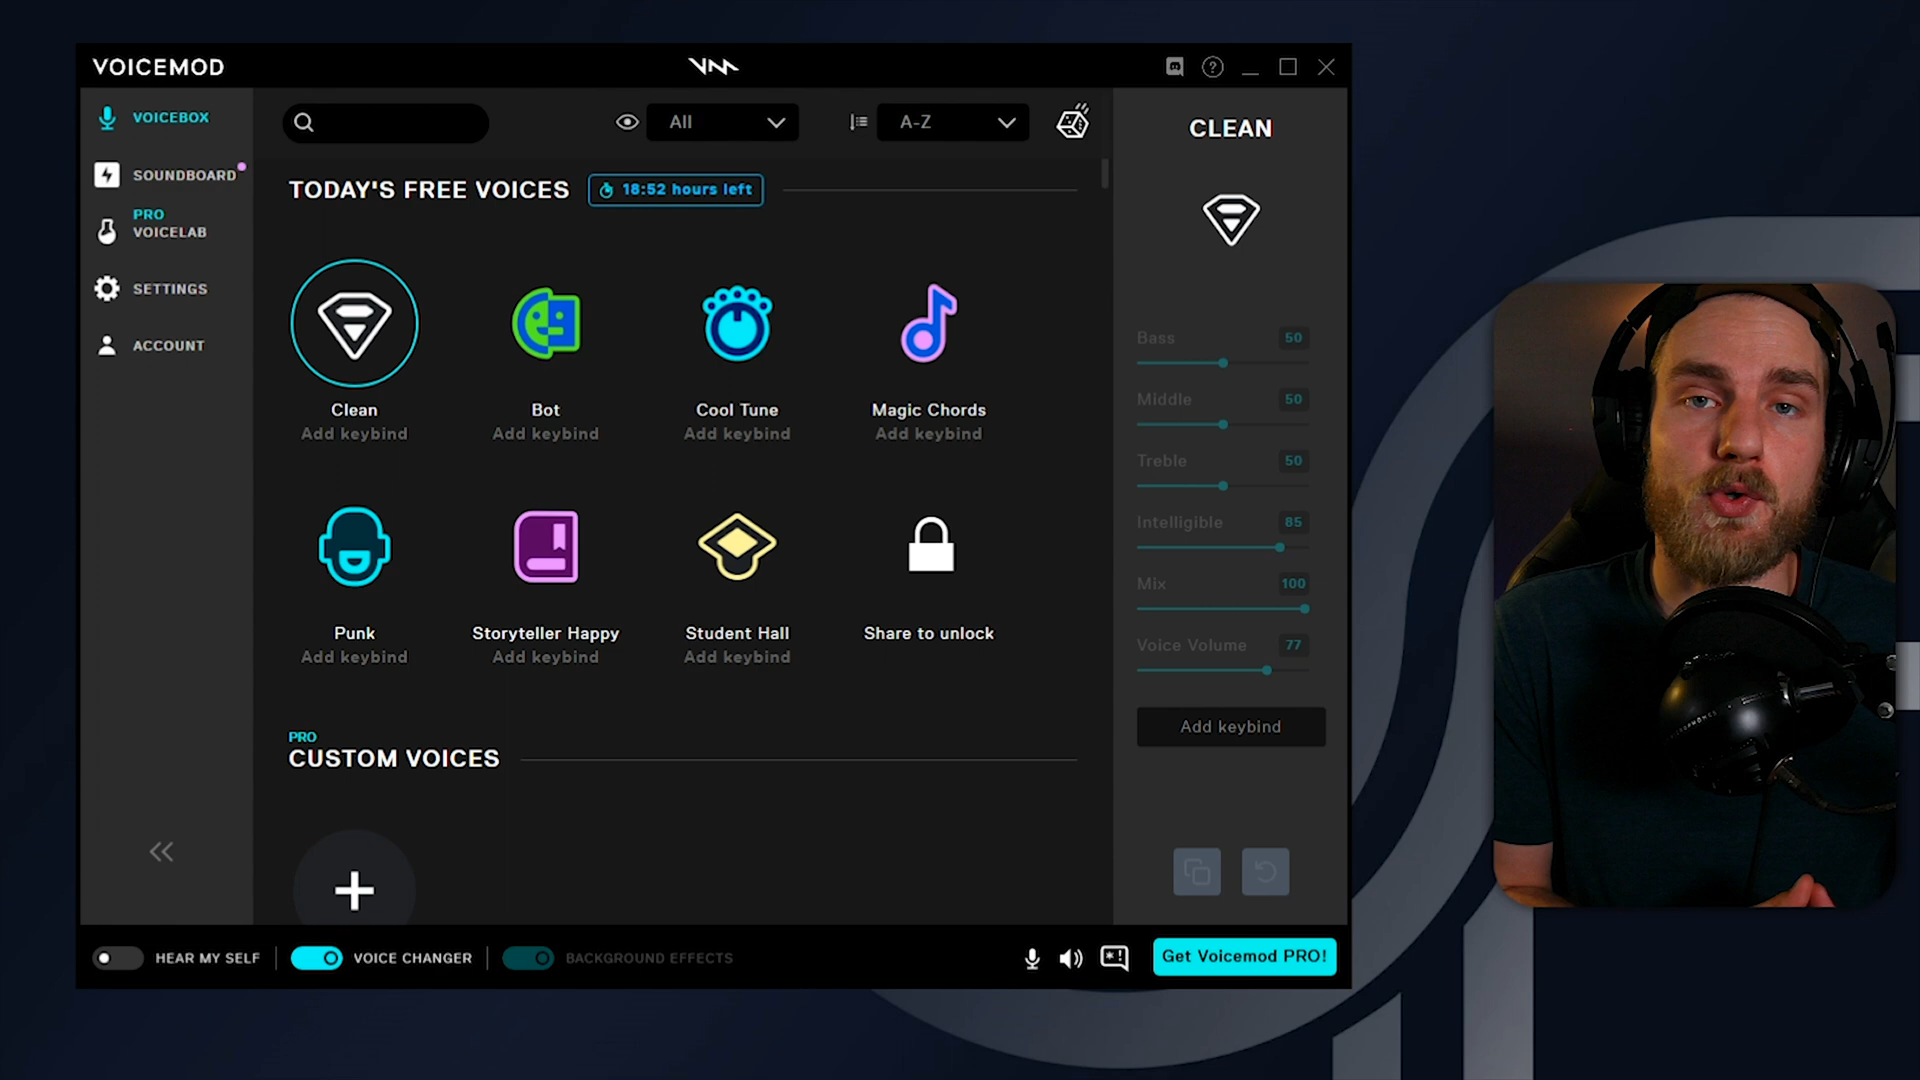 VOICEMOD
VOICEBOX
SOUNDBOARD
PRO
VOICELAB
SETTINGS
ACCOUNT
All
A-Z
TODAY'S FREE VOICES
18:52 hours left
Clean
Add keybind
Bot
Add keybind
Cool Tune
Add keybind
Magic Chords
Add keybind
Punk
Add keybind
Storyteller Happy
Add keybind
Student Hall
Add keybind
Share to unlock
PRO
CUSTOM VOICES
CLEAN
Bass 50
Middle 50
Treble 50
Intelligible 85
Mix 100
Voice Volume 77
Add keybind
HEAR MY SELF
VOICE CHANGER
BACKGROUND EFFECTS
Get Voicemod PRO!